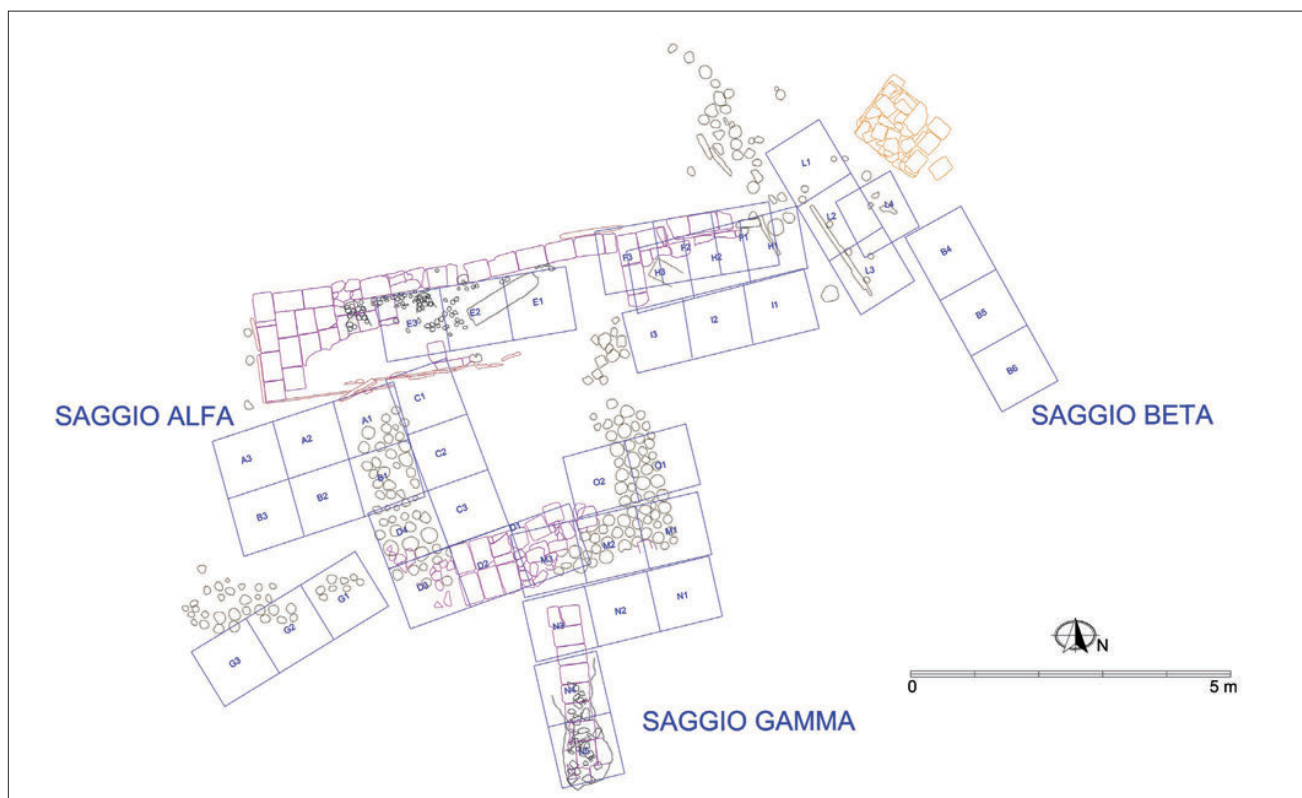 L1
L2
L4
L3
B4
B5
B6
F3
F2
F1
H3
H2
H1
E3
E2
E1
I3
I2
I1
SAGGIO ALFA
SAGGIO BETA
A3
A2
A1
C1
B3
B2
B1
C2
C3
O2
O1
D4
D1
D3
D2
M3
M2
M1
G3
G2
G1
N3
N2
N1
N4
N5
N
0
5 m
SAGGIO GAMMA